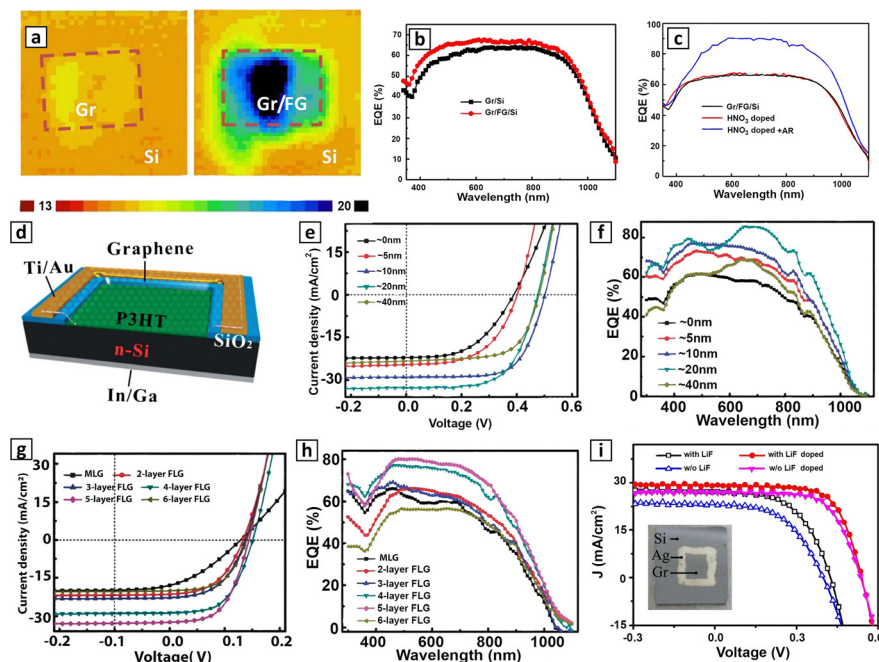 a
Gr
Si
Gr/FG
Si
13
20
b
EQE (%)
70
60
50
40
30
20
10
0
Gr/Si
Gr/FG/Si
400 600 800 1000
Wavelength (nm)
c
EQE (%)
100
80
60
40
20
0
Gr/FG/Si
HNO3 doped
HNO3 doped +AR
400 600 800 1000
Wavelength (nm)
d
Graphene
Ti/Au
P3HT
SiO2
n-Si
In/Ga
e
Current density (mA/cm²)
15
0
-15
-30
~0nm
~5nm
~10nm
~20nm
~40nm
-0.2 0.0 0.2 0.4 0.6
Voltage (V)
f
EQE (%)
80
60
40
20
0
~0nm
~5nm
~10nm
~20nm
~40nm
400 600 800 1000
Wavelength (nm)
g
Current density (mA/cm²)
30
15
0
-15
-30
MLG 2-layer FLG
3-layer FLG 4-layer FLG
5-layer FLG 6-layer FLG
-0.2 -0.1 0.0 0.1 0.2
Voltage( V)
h
EQE (%)
80
60
40
20
0
MLG
2-layer FLG
3-layer FLG
4-layer FLG
5-layer FLG
6-layer FLG
400 600 800 1000
Wavelength (nm)
i
J (mA/cm²)
30
15
0
-15
with LiF with LiF doped
w/o LiF w/o LiF doped
Si
Ag
Gr
-0.3 0.0 0.3 0.6
Voltage (V)